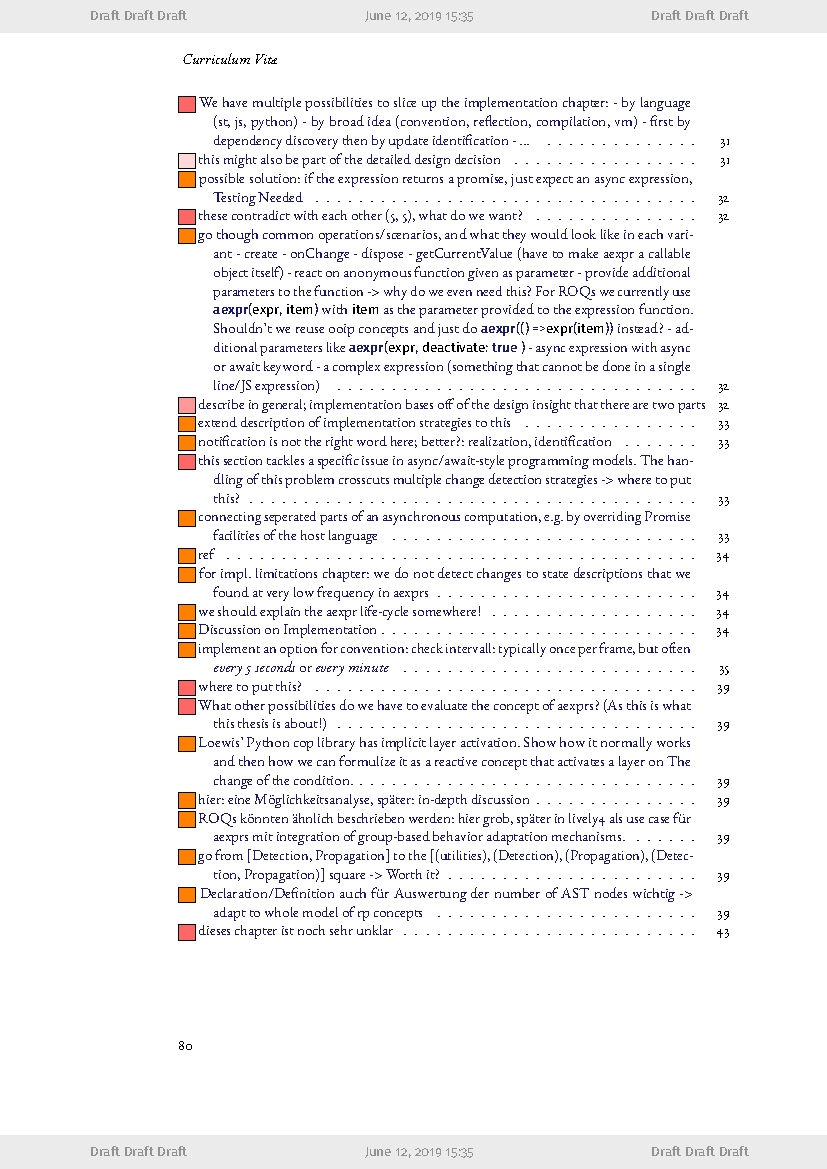 Draft Draft Draft June 12, 2019 15:35 Draft Draft Draft
Curriculum Vitæ
We have multiple possibilities to slice up the implementation chapter: - by language
(st, js, python) - by broad idea (convention, reflection, compilation, vm) - first by
dependency discovery then by update identification - ... . . . . . . . . . . . . . . . 31
this might also be part of the detailed design decision . . . . . . . . . . . . . . . . . 31
possible solution: if the expression returns a promise, just expect an async expression,
Testing Needed . . . . . . . . . . . . . . . . . . . . . . . . . . . . . . . . . . . 32
these contradict with each other (5, 5), what do we want? . . . . . . . . . . . . . . . 32
go though common operations/scenarios, and what they would look like in each vari-
ant - create - onChange - dispose - getCurrentValue (have to make aexpr a callable
object itself) - react on anonymous function given as parameter - provide additional
parameters to the function -> why do we even need this? For ROQs we currently use
aexpr(expr, item) with item as the parameter provided to the expression function.
Shouldn't we reuse ooip concepts and just do aexpr(() =>expr(item)) instead? - ad-
ditional parameters like aexpr(expr, deactivate: true ) - async expression with async
or await keyword - a complex expression (something that cannot be done in a single
line/JS expression) . . . . . . . . . . . . . . . . . . . . . . . . . . . . . . . . . 32
describe in general; implementation bases off of the design insight that there are two parts 32
extend description of implementation strategies to this . . . . . . . . . . . . . . . . 33
notification is not the right word here; better?: realization, identification . . . . . . . 33
this section tackles a specific issue in async/await-style programming models. The han-
dling of this problem crosscuts multiple change detection strategies -> where to put
this? . . . . . . . . . . . . . . . . . . . . . . . . . . . . . . . . . . . . . . . . . 33
connecting seperated parts of an asynchronous computation, e.g. by overriding Promise
facilities of the host language . . . . . . . . . . . . . . . . . . . . . . . . . . . . 33
ref . . . . . . . . . . . . . . . . . . . . . . . . . . . . . . . . . . . . . . . . . . . 34
for impl. limitations chapter: we do not detect changes to state descriptions that we
found at very low frequency in aexprs . . . . . . . . . . . . . . . . . . . . . . . . 34
we should explain the aexpr life-cycle somewhere! . . . . . . . . . . . . . . . . . . . 34
Discussion on Implementation . . . . . . . . . . . . . . . . . . . . . . . . . . . . . . 34
implement an option for convention: check intervall: typically once per frame, but often
every 5 seconds or every minute . . . . . . . . . . . . . . . . . . . . . . . . . . . 35
where to put this? . . . . . . . . . . . . . . . . . . . . . . . . . . . . . . . . . . . 39
What other possibilities do we have to evaluate the concept of aexprs? (As this is what
this thesis is about!) . . . . . . . . . . . . . . . . . . . . . . . . . . . . . . . . . 39
Loewis' Python cop library has implicit layer activation. Show how it normally works
and then how we can formulize it as a reactive concept that activates a layer on The
change of the condition. . . . . . . . . . . . . . . . . . . . . . . . . . . . . . . . 39
hier: eine Möglichkeitsanalyse, später: in-depth discussion . . . . . . . . . . . . . . . 39
ROQs könnten ähnlich beschrieben werden: hier grob, später in lively4 als use case für
aexprs mit integration of group-based behavior adaptation mechanisms. . . . . . . . 39
go from [Detection, Propagation] to the [(utilities), (Detection), (Propagation), (Detec-
tion, Propagation)] square -> Worth it? . . . . . . . . . . . . . . . . . . . . . . . 39
Declaration/Definition auch für Auswertung der number of AST nodes wichtig ->
adapt to whole model of rp concepts . . . . . . . . . . . . . . . . . . . . . . . . 39
dieses chapter ist noch sehr unklar . . . . . . . . . . . . . . . . . . . . . . . . . . . 43
80
Draft Draft Draft June 12, 2019 15:35 Draft Draft Draft